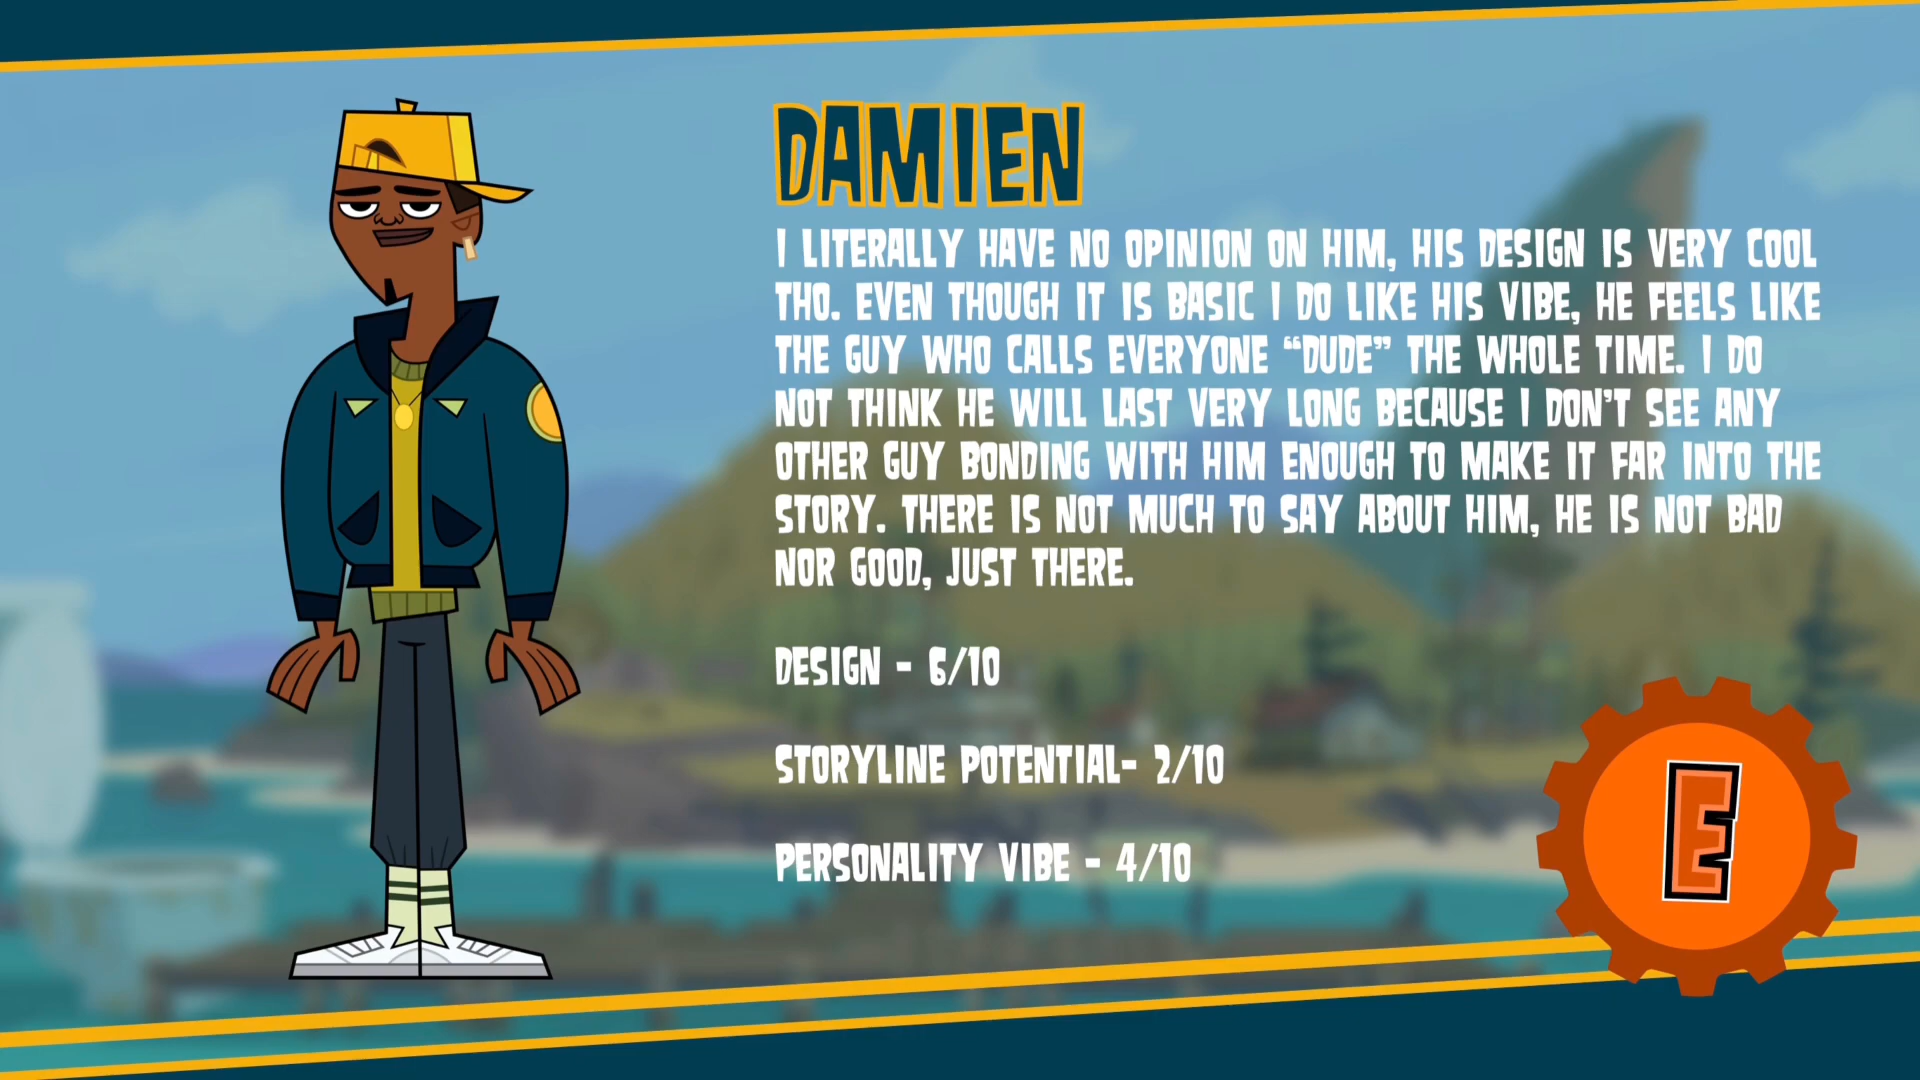 DAMIEN
I LITERALLY HAVE NO OPINION ON HIM, HIS DESIGN IS VERY COOL
THO. EVEN THOUGH IT IS BASIC I DO LIKE HIS VIBE, HE FEELS LIKE
THE GUY WHO CALLS EVERYONE “DUDE” THE WHOLE TIME. I DO
NOT THINK HE WILL LAST VERY LONG BECAUSE I DON’T SEE ANY
OTHER GUY BONDING WITH HIM ENOUGH TO MAKE IT FAR INTO THE
STORY. THERE IS NOT MUCH TO SAY ABOUT HIM, HE IS NOT BAD
NOR GOOD, JUST THERE.
DESIGN - 6/10
STORYLINE POTENTIAL- 2/10
PERSONALITY VIBE - 4/10
E